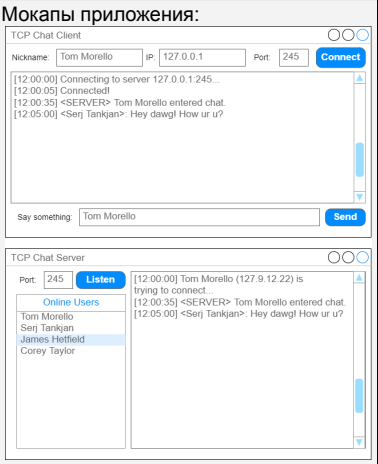 Мокапы приложения:
TCP Chat Client
Nickname: Tom Morello IP: 127.0.0.1 Port: 245 Connect
[12:00:00] Connecting to server 127.0.0.1:245...
[12:00:05] Connected!
[12:00:35] <SERVER> Tom Morello entered chat.
[12:05:00] <Serj Tankjan>: Hey dawg! How ur u?
Say something: Tom Morello Send
TCP Chat Server
Port: 245 Listen
Online Users
Tom Morello
Serj Tankjan
James Hetfield
Corey Taylor
[12:00:00] Tom Morello (127.9.12.22) is
trying to connect...
[12:00:35] <SERVER> Tom Morello entered chat.
[12:05:00] <Serj Tankjan>: Hey dawg! How ur u?